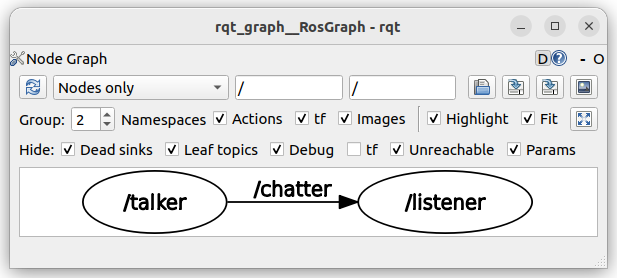 rqt_graph__RosGraph - rqt
Node Graph D ? - O
Nodes only / /
Group: 2 Namespaces Actions tf Images Highlight Fit
Hide: Dead sinks Leaf topics Debug tf Unreachable Params
/talker /chatter /listener